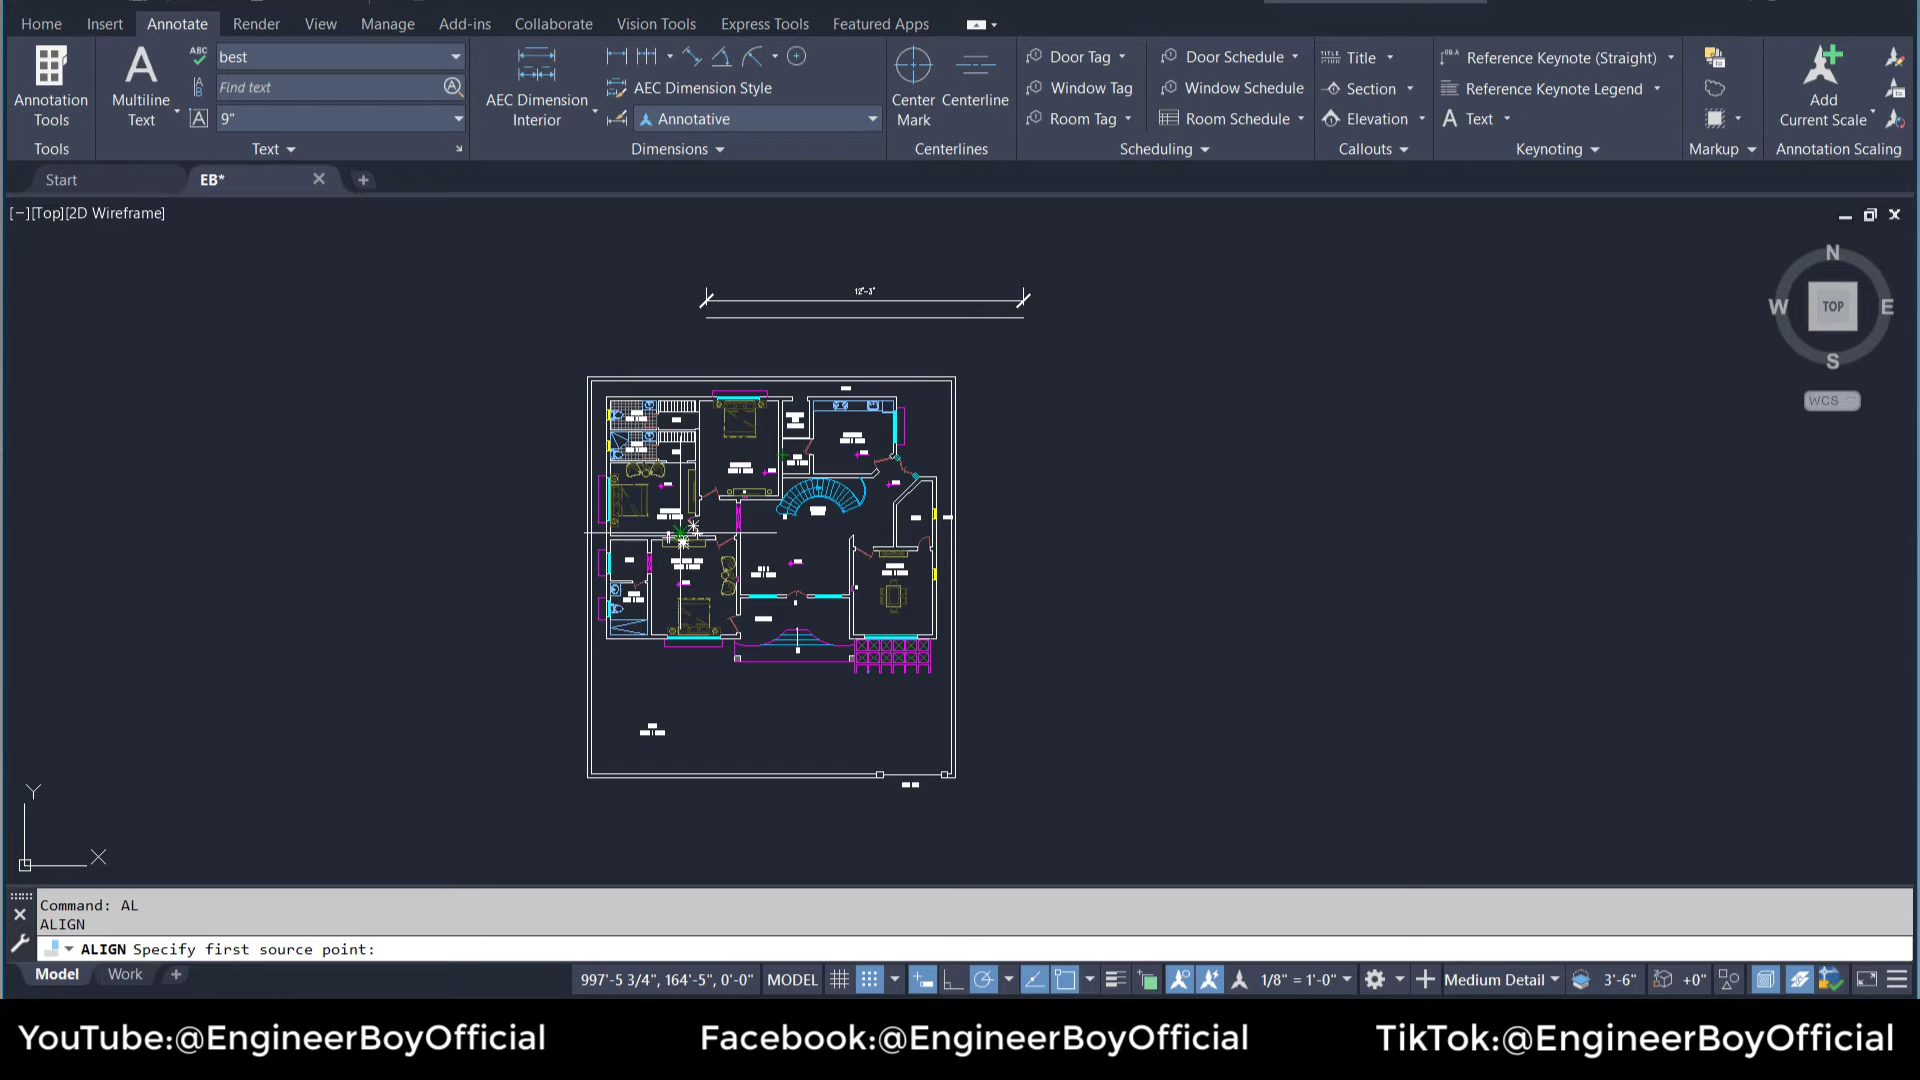 Home Annotate Insert Render View Manage Add-ins Collaborate Vision Tools Express Tools Featured Apps
Annotation Tools
Tools
Multiline Text
ABC
best
Find text
9"
Text
AEC Dimension Interior
AEC Dimension Style
Annotative
Dimensions
Center Mark
Centerline
Centerlines
Door Tag
Door Schedule
Window Tag
Window Schedule
Room Tag
Room Schedule
Scheduling
TITLE Title
Section
Elevation
Callouts
Reference Keynote (Straight)
Reference Keynote Legend
Text
Keynoting
Markup
Add Current Scale
Annotation Scaling
Start
EB*
[−][Top][2D Wireframe]
N
W TOP E
S
WCS
12'-3"
Y
X
Command: AL
ALIGN
ALIGN Specify first source point:
Model Work
997'-5 3/4", 164'-5", 0'-0" MODEL 1/8" = 1'-0" Medium Detail 3'-6" +0"
YouTube:@EngineerBoyOfficial Facebook:@EngineerBoyOfficial TikTok:@EngineerBoyOfficial